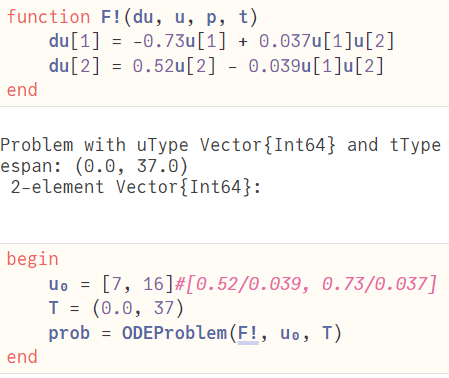 function F!(du, u, p, t)
du[1] = -0.73u[1] + 0.037u[1]u[2]
du[2] = 0.52u[2] - 0.039u[1]u[2]
end
Problem with uType Vector{Int64} and tType
espan: (0.0, 37.0)
2-element Vector{Int64}:
begin
u₀ = [7, 16]#[0.52/0.039, 0.73/0.037]
T = (0.0, 37)
prob = ODEProblem(F!, u₀, T)
end